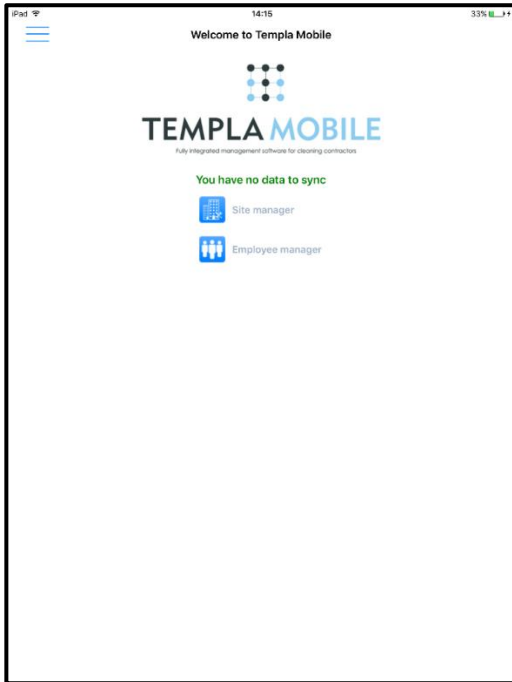 iPad 14:15 33%
Welcome to Templa Mobile
TEMPLA MOBILE
Fully integrated management software for cleaning contractors
You have no data to sync
Site manager
Employee manager